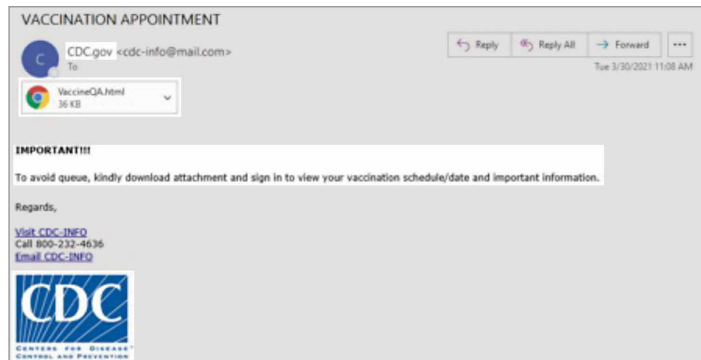 VACCINATION APPOINTMENT
Reply
Reply All
Forward
C
CDC.gov <cdc-info@mail.com>
To
Tue 3/30/2021 11:08 AM
VaccineQA.html
36 KB
IMPORTANT!!!
To avoid queue, kindly download attachment and sign in to view your vaccination schedule/date and important information.
Regards,
Visit CDC-INFO
Call 800-232-4636
Email CDC-INFO
CDC
CENTERS FOR DISEASE
CONTROL AND PREVENTION